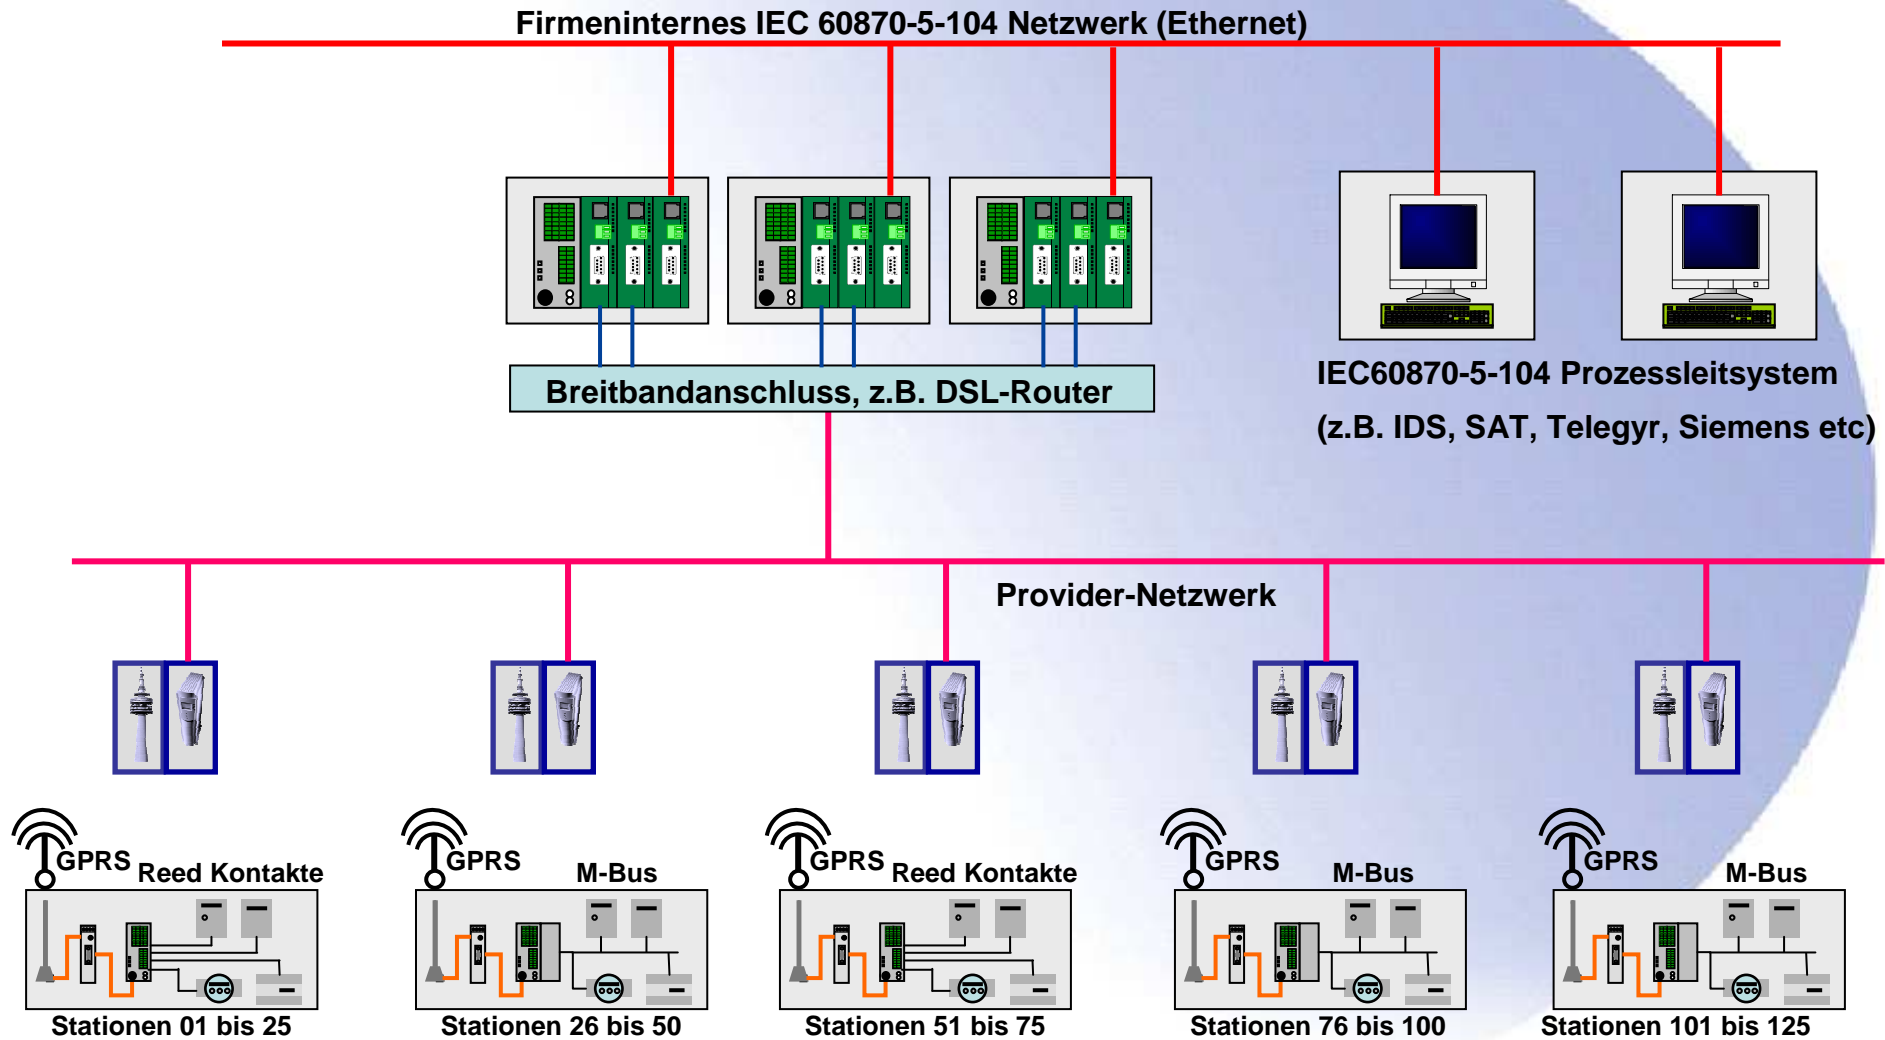 Firmeninternes IEC 60870-5-104 Netzwerk (Ethernet)
Breitbandanschluss, z.B. DSL-Router
IEC60870-5-104 Prozessleitsystem
(z.B. IDS, SAT, Telegyr, Siemens etc)
Provider-Netzwerk
GPRS
Reed Kontakte
GPRS
M-Bus
GPRS
Reed Kontakte
GPRS
M-Bus
GPRS
M-Bus
Stationen 01 bis 25
Stationen 26 bis 50
Stationen 51 bis 75
Stationen 76 bis 100
Stationen 101 bis 125